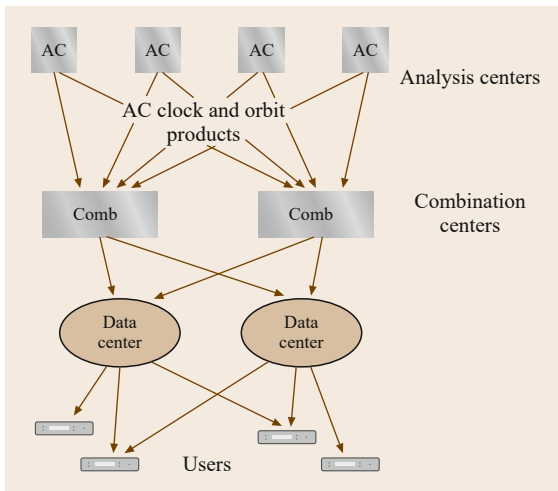 AC
AC
AC
AC
Analysis centers
AC clock and orbit
products
Comb
Comb
Combination
centers
Data
center
Data
center
Users